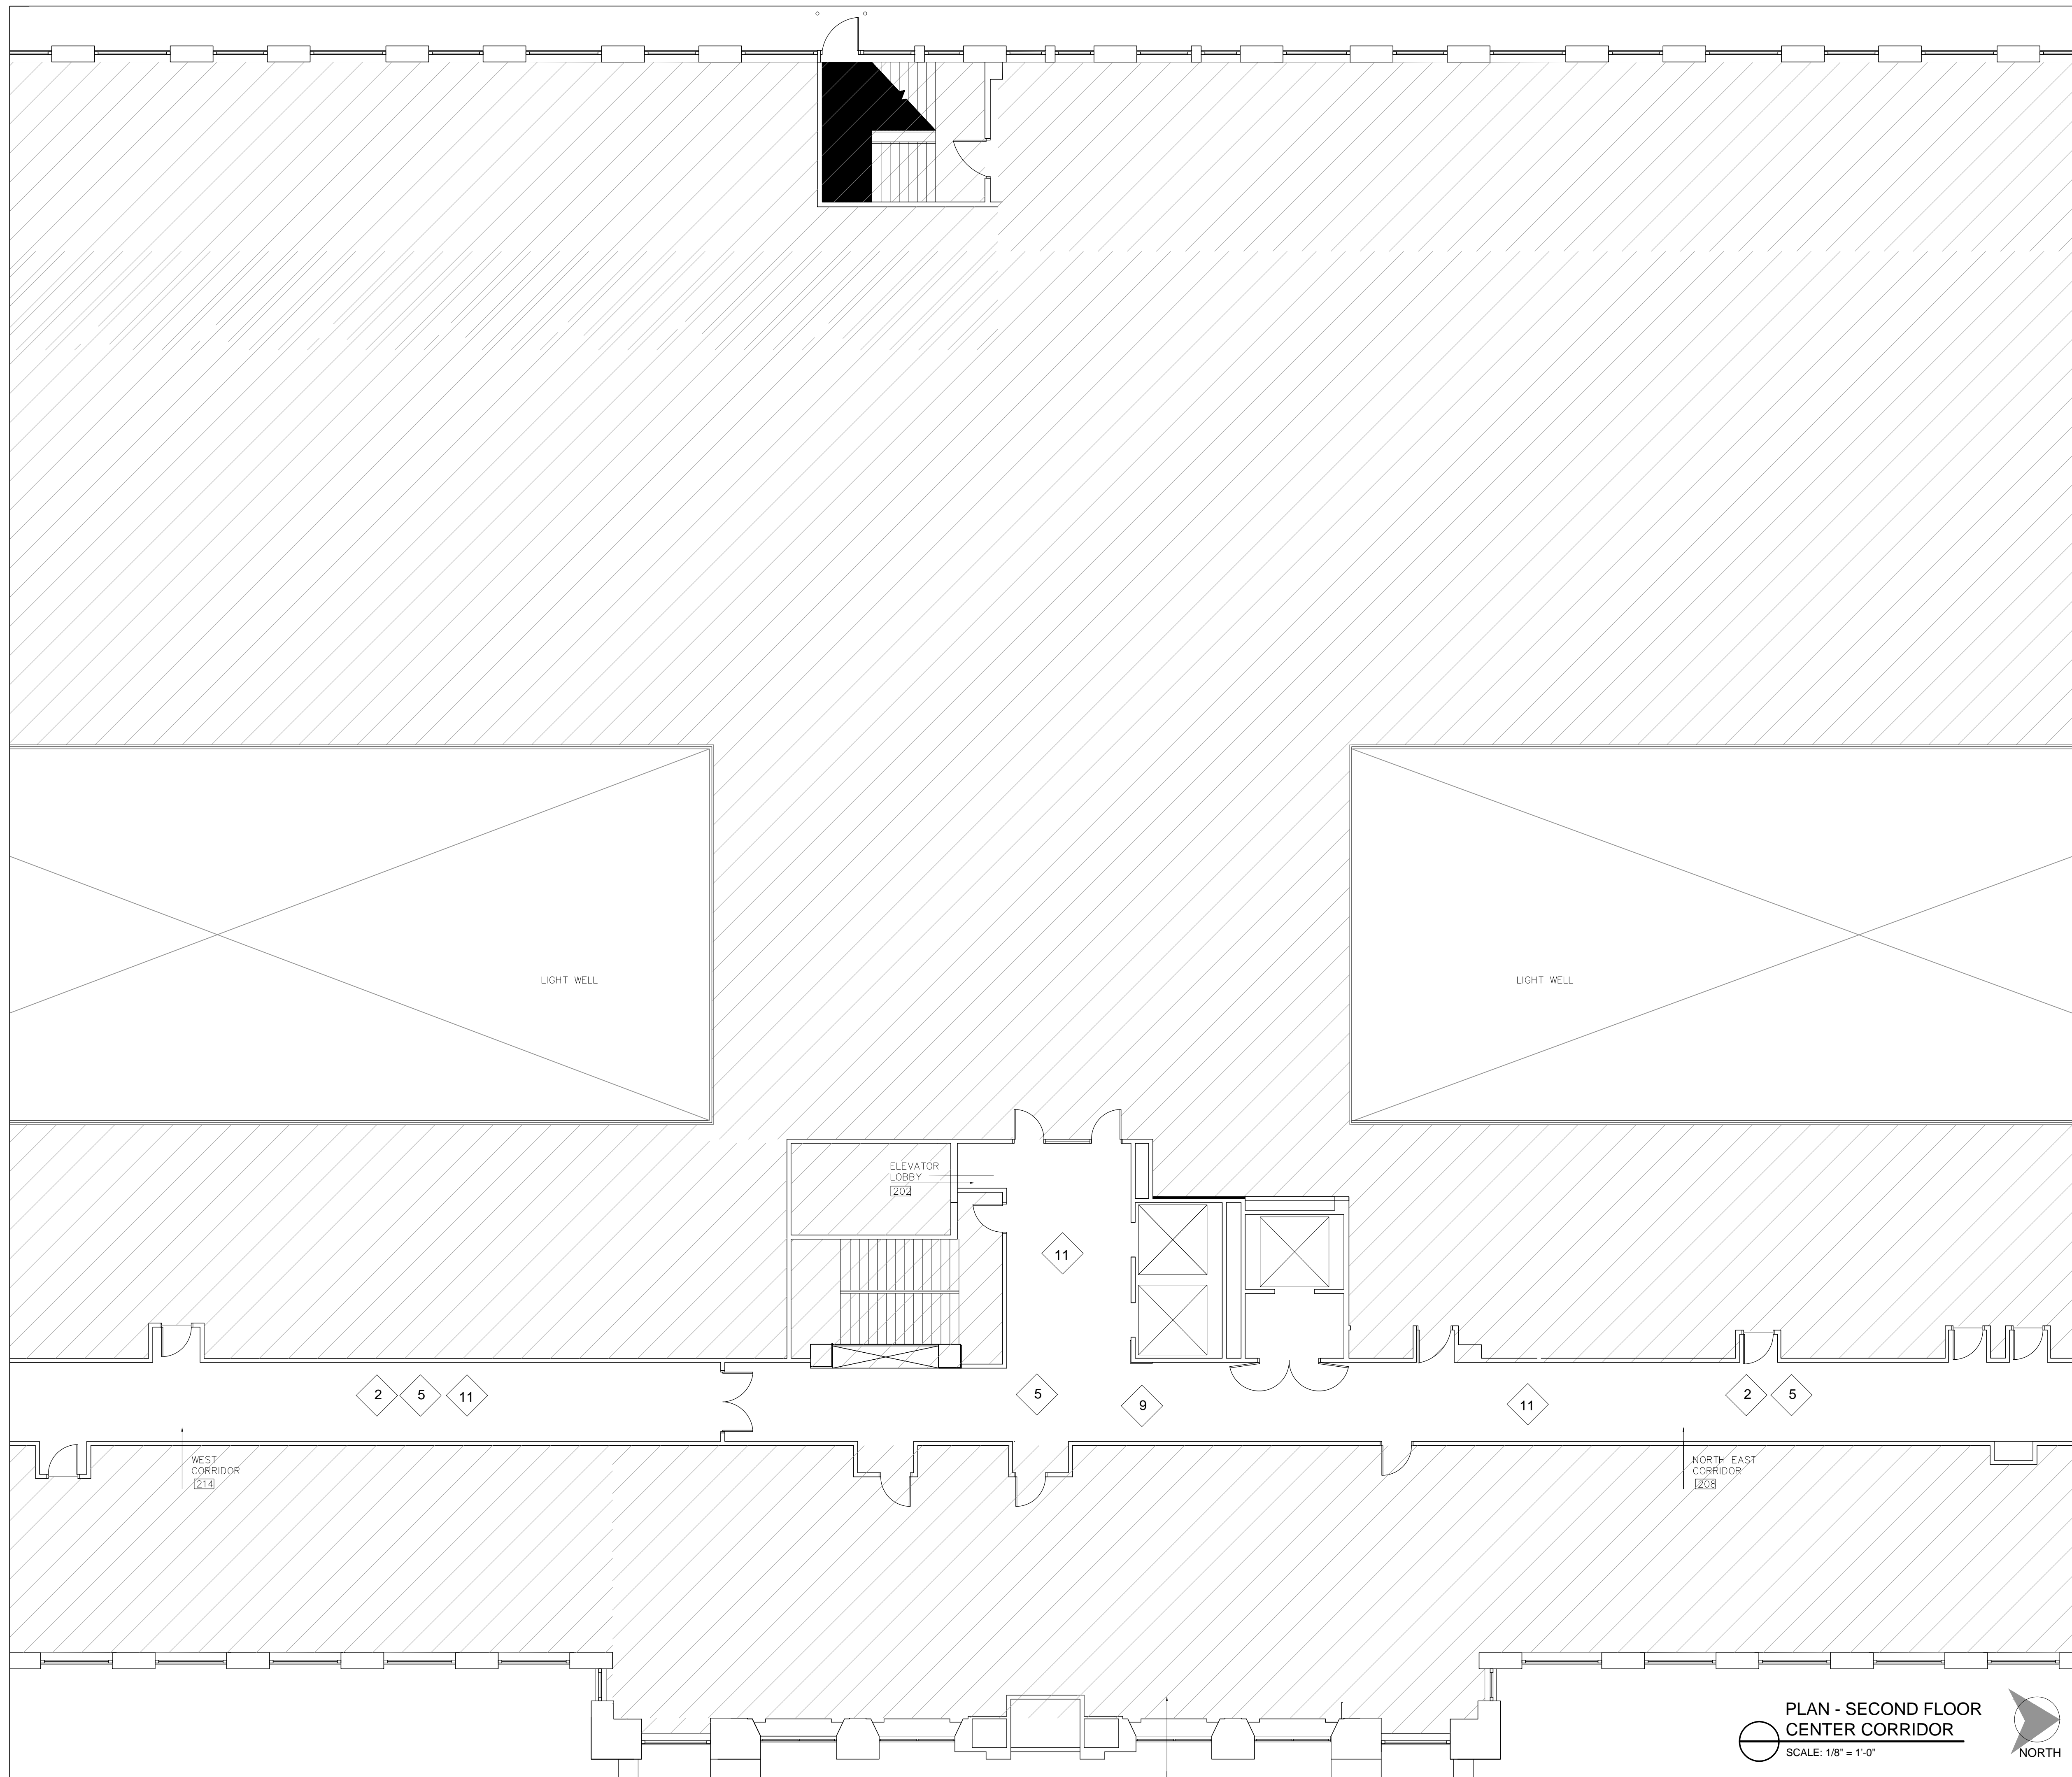 LIGHT WELL
LIGHT WELL
ELEVATOR
LOBBY
202
11
2
5
11
5
9
11
2
5
WEST
CORRIDOR
214
NORTH EAST
CORRIDOR
208
PLAN - SECOND FLOOR
CENTER CORRIDOR
SCALE: 1/8" = 1'-0"
NORTH